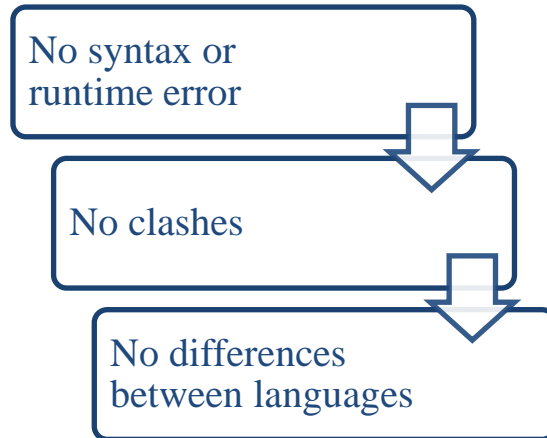 No syntax or
runtime error
No clashes
No differences
between languages